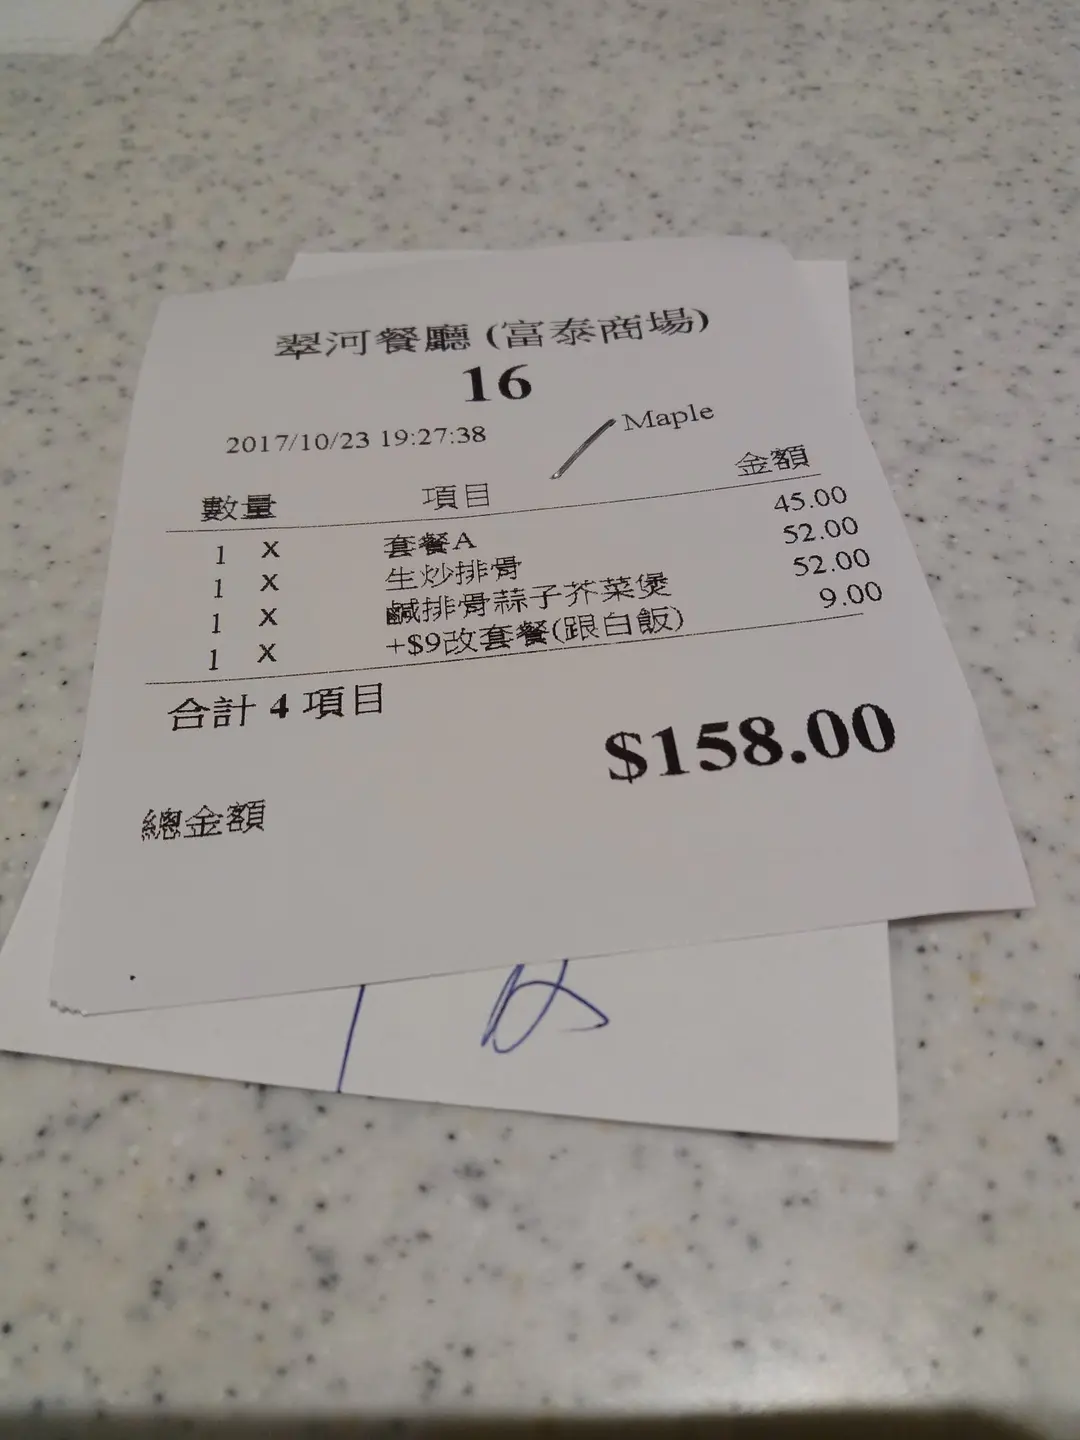 翠河餐廳 (富泰商場)
16
2017/10/23 19:27:38 Maple
數量 項目 金額
1 X 套餐A 45.00
1 X 生炒排骨 52.00
1 X 鹹排骨蒜子芥菜煲 52.00
1 X +$9改套餐(跟白飯) 9.00
合計 4 項目
$158.00
總金額